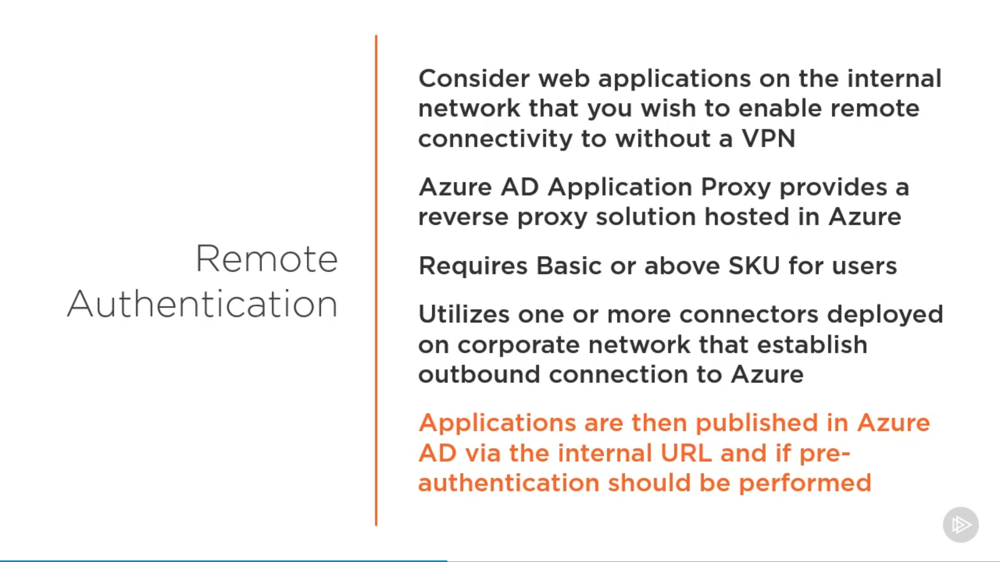 Remote
Authentication
Consider web applications on the internal
network that you wish to enable remote
connectivity to without a VPN
Azure AD Application Proxy provides a
reverse proxy solution hosted in Azure
Requires Basic or above SKU for users
Utilizes one or more connectors deployed
on corporate network that establish
outbound connection to Azure
Applications are then published in Azure
AD via the internal URL and if pre-
authentication should be performed